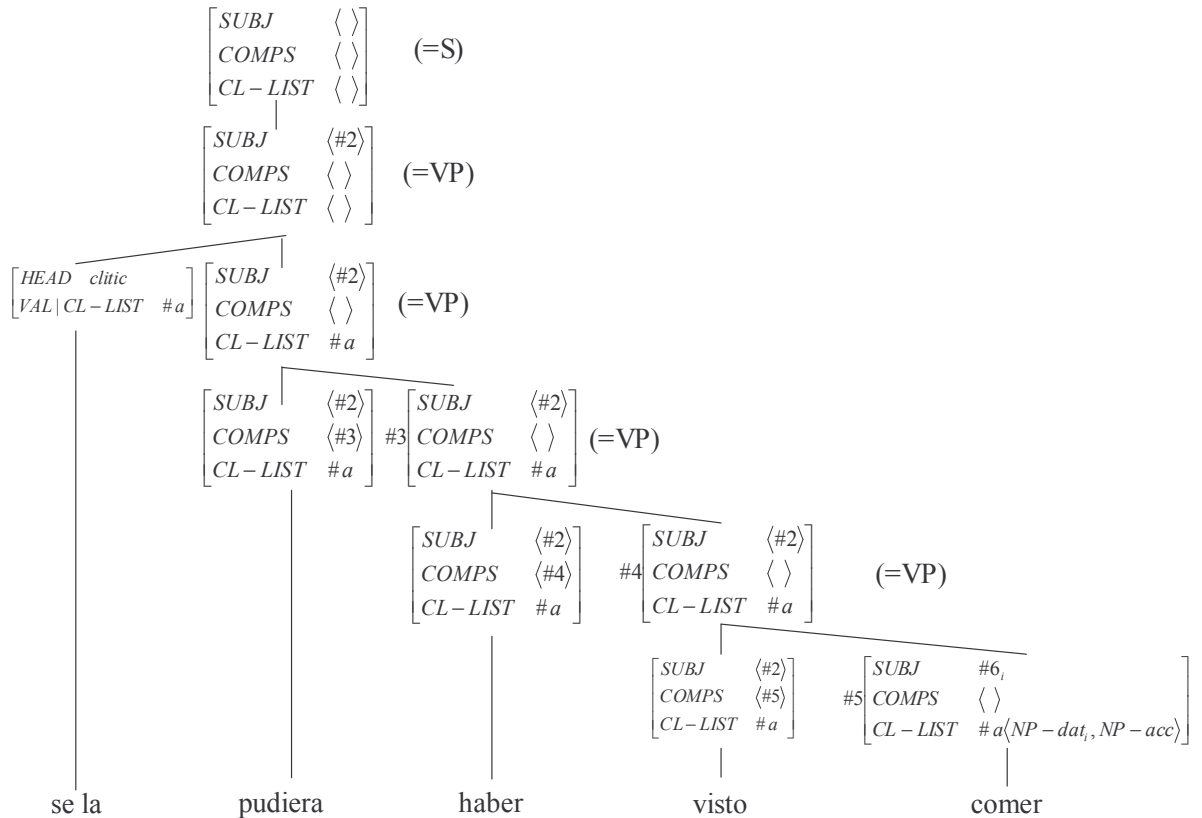 SUBJ ⟨ ⟩
COMPS ⟨ ⟩ (=S)
CL – LIST ⟨ ⟩
SUBJ ⟨#2⟩
COMPS ⟨ ⟩ (=VP)
CL – LIST ⟨ ⟩
HEAD clitic
VAL | CL – LIST # a
SUBJ ⟨#2⟩
COMPS ⟨ ⟩ (=VP)
CL – LIST # a
SUBJ ⟨#2⟩
COMPS ⟨#3⟩
CL – LIST # a
#3
SUBJ ⟨#2⟩
COMPS ⟨ ⟩ (=VP)
CL – LIST # a
SUBJ ⟨#2⟩
COMPS ⟨#4⟩
CL – LIST # a
#4
SUBJ ⟨#2⟩
COMPS ⟨ ⟩ (=VP)
CL – LIST # a
SUBJ ⟨#2⟩
COMPS ⟨#5⟩
CL – LIST # a
#5
SUBJ #6i
COMPS ⟨ ⟩
CL – LIST # a⟨NP – dati, NP – acc⟩
se la pudiera haber visto comer